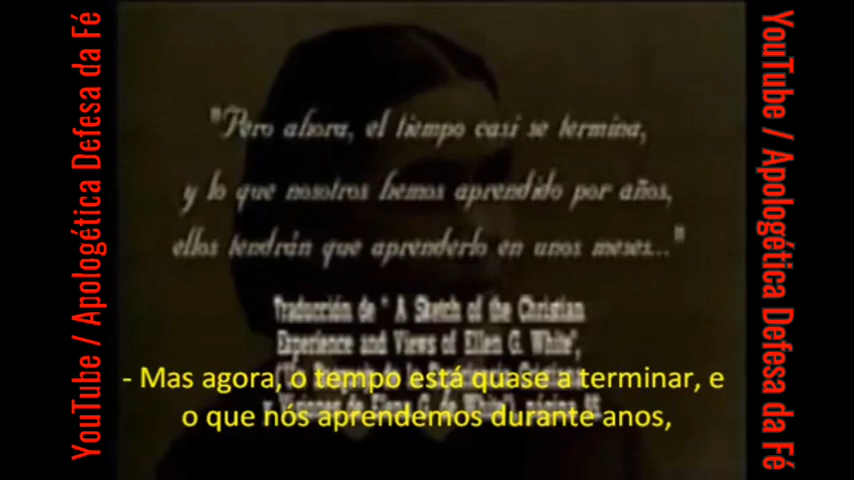 YouTube / Apologética Defesa da Fé
"Pero ahora, el tiempo casi se termina,
y lo que nosotros hemos aprendido por años,
ellos tendrán que aprenderlo en unos meses..."
Traducción de " A Sketch of the Christian
Experience and Views of Ellen G. White",
- Mas agora, o tempo está quase a terminar, e
o que nós aprendemos durante anos,
YouTube / Apologética Defesa da Fé